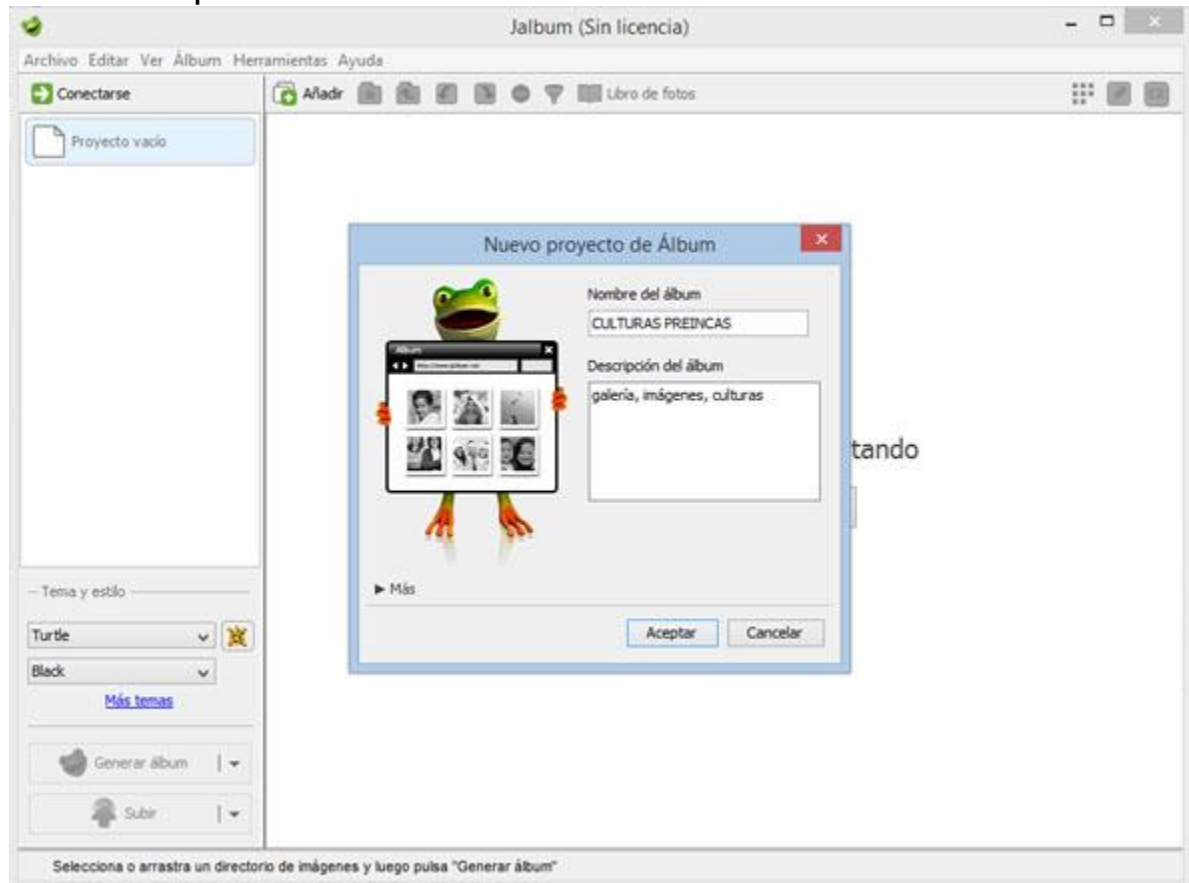 Jalbum (Sin licencia)
Archivo Editar Ver Álbum Herramientas Ayuda
Conectarse
Añadir
Libro de fotos
Proyecto vacío
Nuevo proyecto de Álbum
Nombre del álbum
CULTURAS PREINCAS
Album
Descripción del álbum
galería, imágenes, culturas
tando
Más
Tema y estilo
Aceptar
Cancelar
Turtle
Black
Más temas
Generar álbum
Subir
Selecciona o arrastra un directorio de imágenes y luego pulsa "Generar álbum"